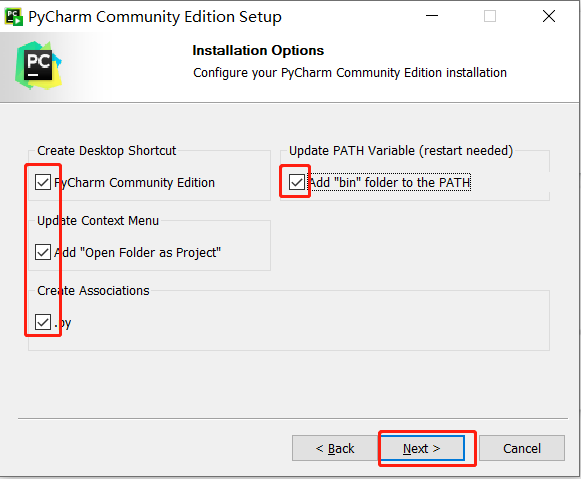 PyCharm Community Edition Setup
PC
Installation Options
Configure your PyCharm Community Edition installation
Create Desktop Shortcut
Update PATH Variable (restart needed)
PyCharm Community Edition
Add "bin" folder to the PATH
Update Context Menu
Add "Open Folder as Project"
Create Associations
.py
< Back
Next >
Cancel